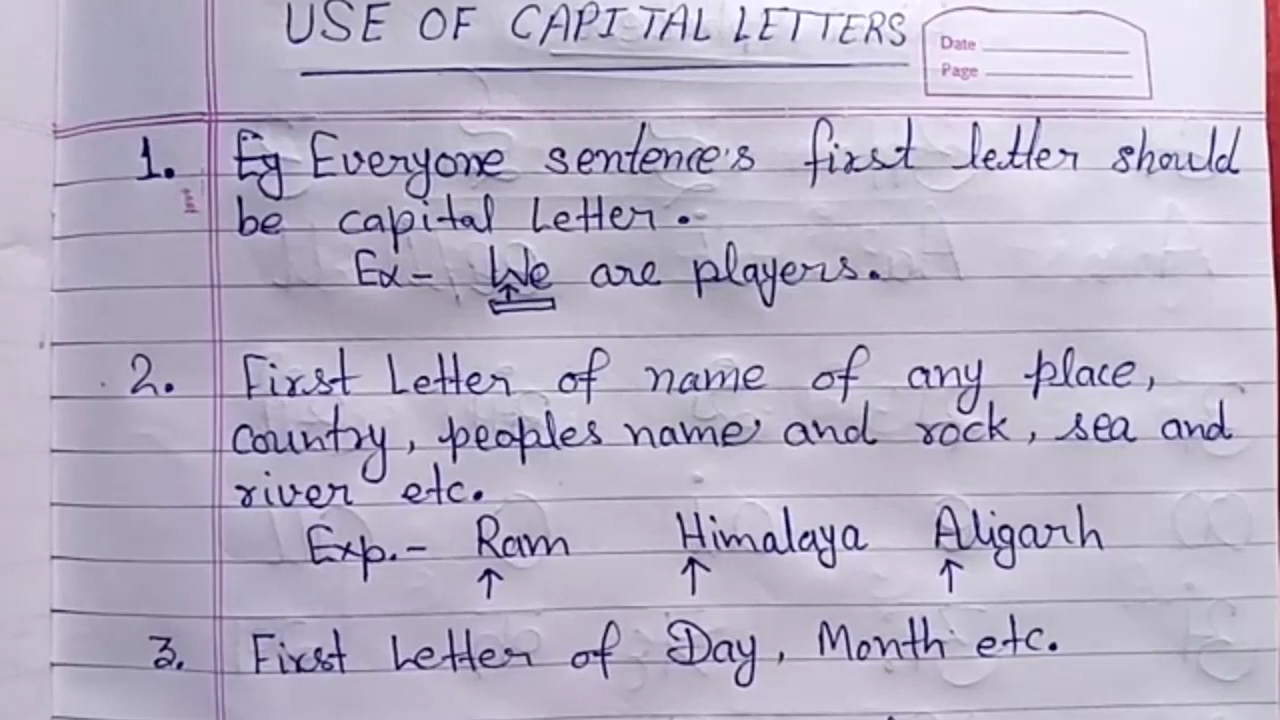 USE OF CAPITAL LETTERS
Date
Page
1. Eg Everyone sentence's first letter should
be capital Letter.
Ex- We are players.
2. First Letter of name of any place,
country, peoples name and rock, sea and
river etc.
Exp.- Ram Himalaya Aligarh
↑ ↑ ↑
3. First Letter of Day, Month etc.